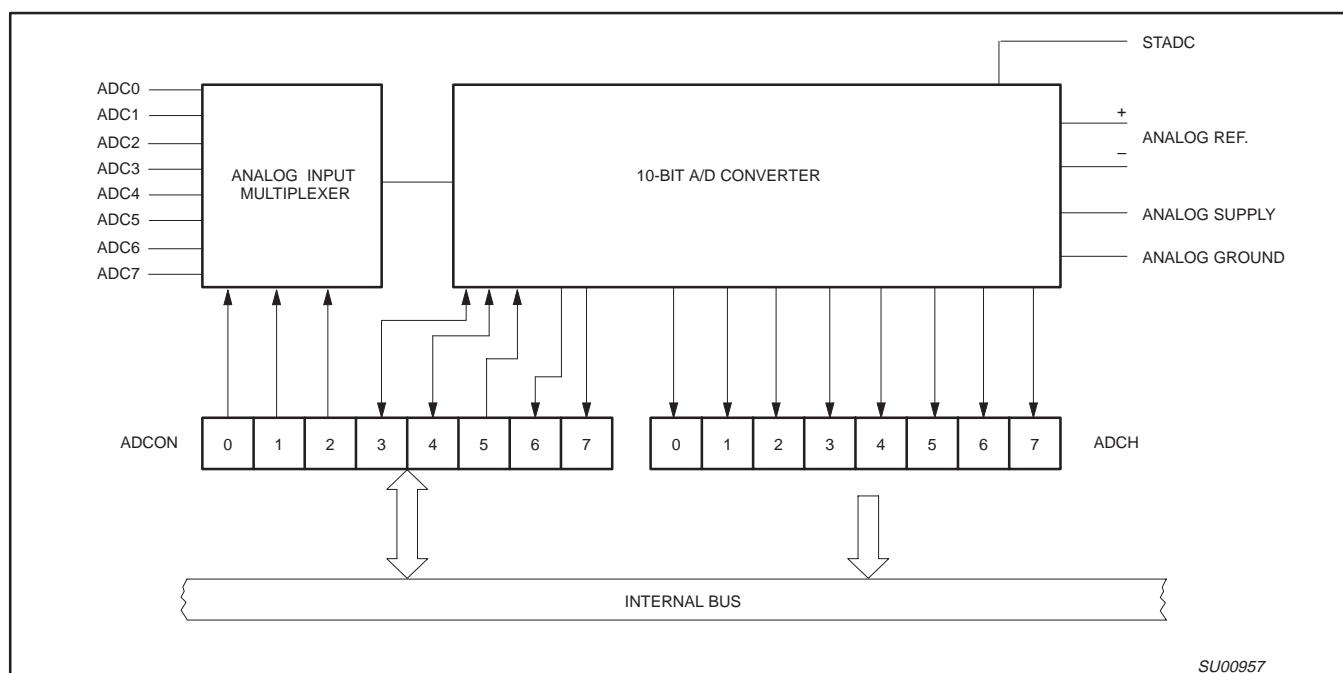 STADC
ADC0
ADC1
ADC2
ADC3
ADC4
ADC5
ADC6
ADC7
ANALOG INPUT
MULTIPLEXER
10-BIT A/D CONVERTER
+
ANALOG REF.
–
ANALOG SUPPLY
ANALOG GROUND
ADCON 0 1 2 3 4 5 6 7
0 1 2 3 4 5 6 7 ADCH
INTERNAL BUS
SU00957